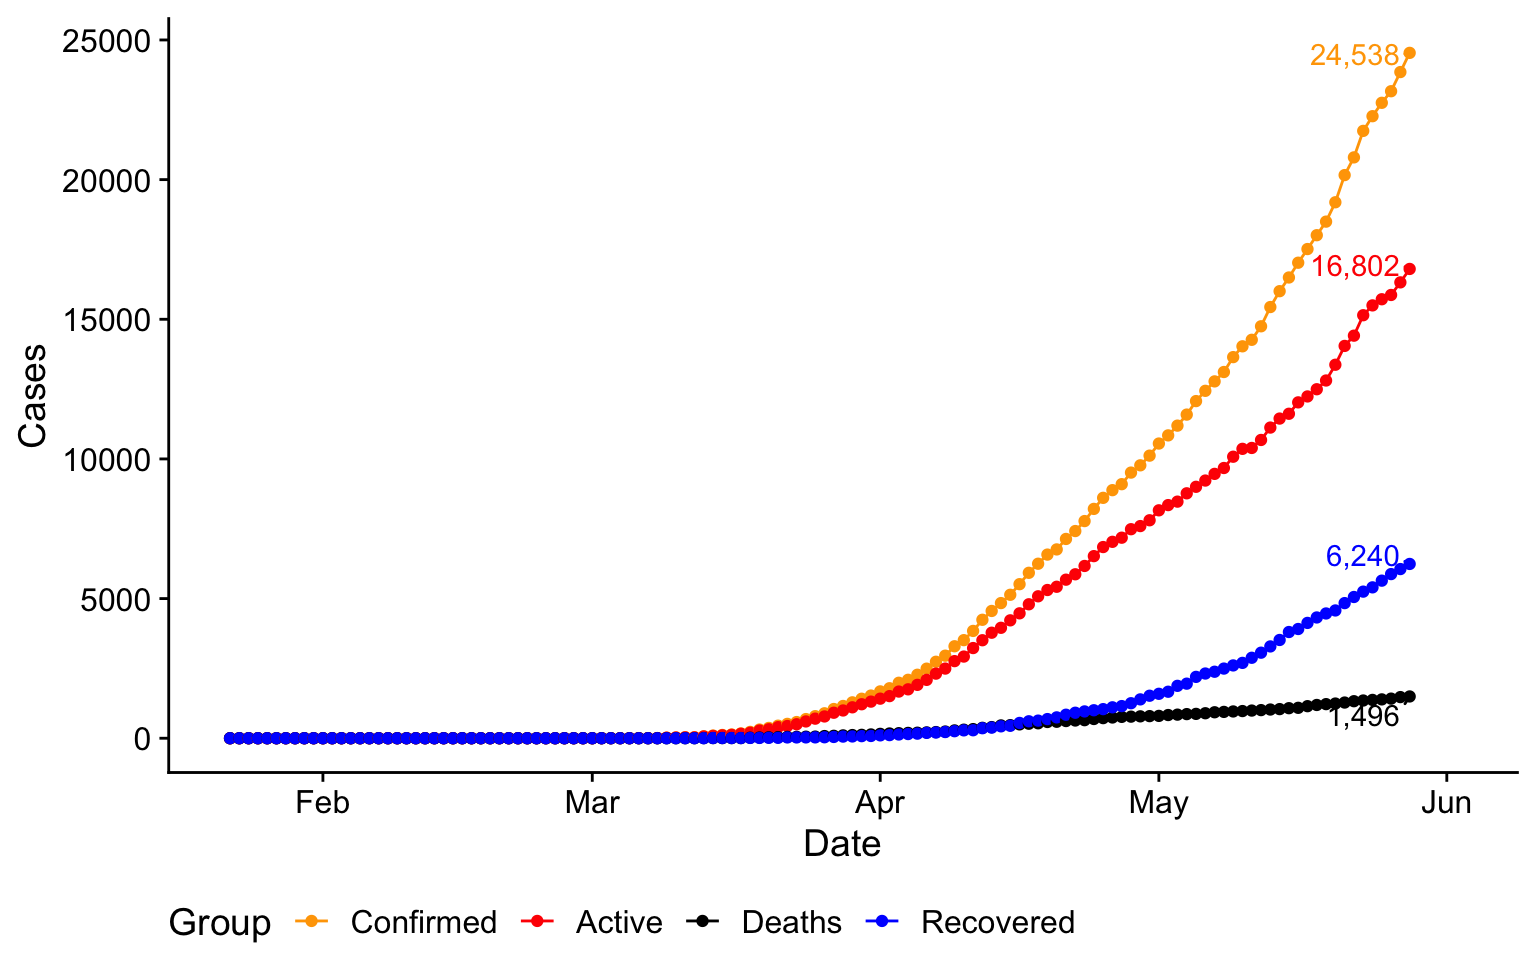 25000
20000
15000
10000
5000
0
Cases
24,538
16,802
6,240
1,496
Feb Mar Apr May Jun
Date
Group Confirmed Active Deaths Recovered